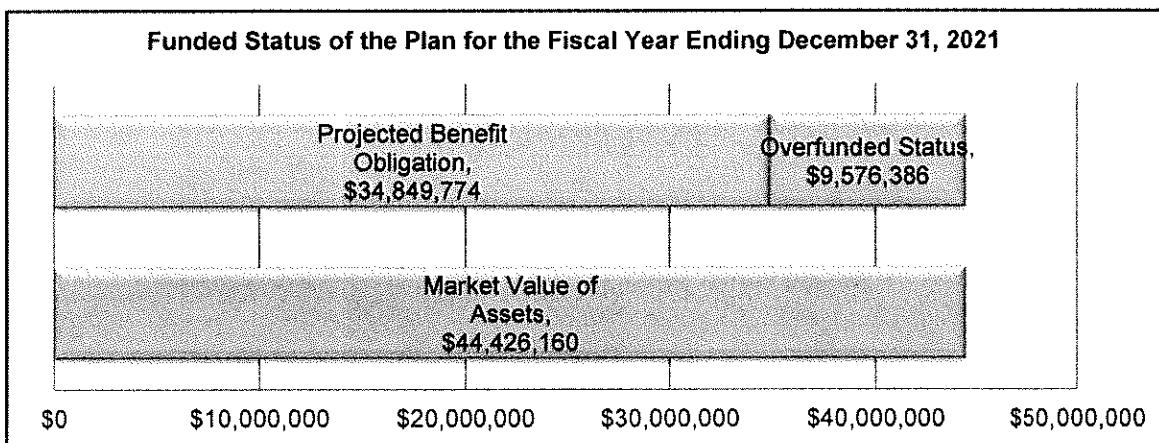 Funded Status of the Plan for the Fiscal Year Ending December 31, 2021
Projected Benefit
Obligation,
$34,849,774
Overfunded Status,
$9,576,386
Market Value of
Assets,
$44,426,160
$0
$10,000,000
$20,000,000
$30,000,000
$40,000,000
$50,000,000